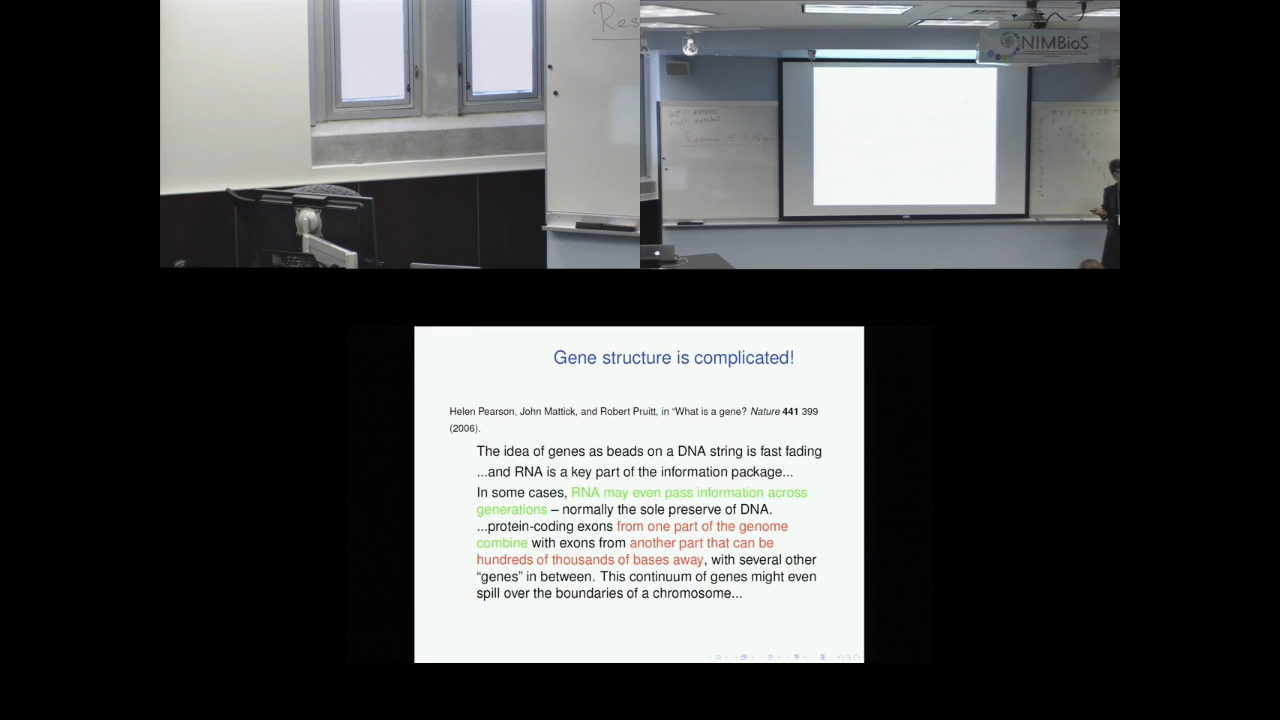 Res
NIMBioS
Gene structure is complicated!
Helen Pearson, John Mattick, and Robert Pruitt, in “What is a gene? Nature 441 399
(2006).
The idea of genes as beads on a DNA string is fast fading
...and RNA is a key part of the information package...
In some cases, RNA may even pass information across
generations – normally the sole preserve of DNA.
...protein-coding exons from one part of the genome
combine with exons from another part that can be
hundreds of thousands of bases away, with several other
“genes” in between. This continuum of genes might even
spill over the boundaries of a chromosome...